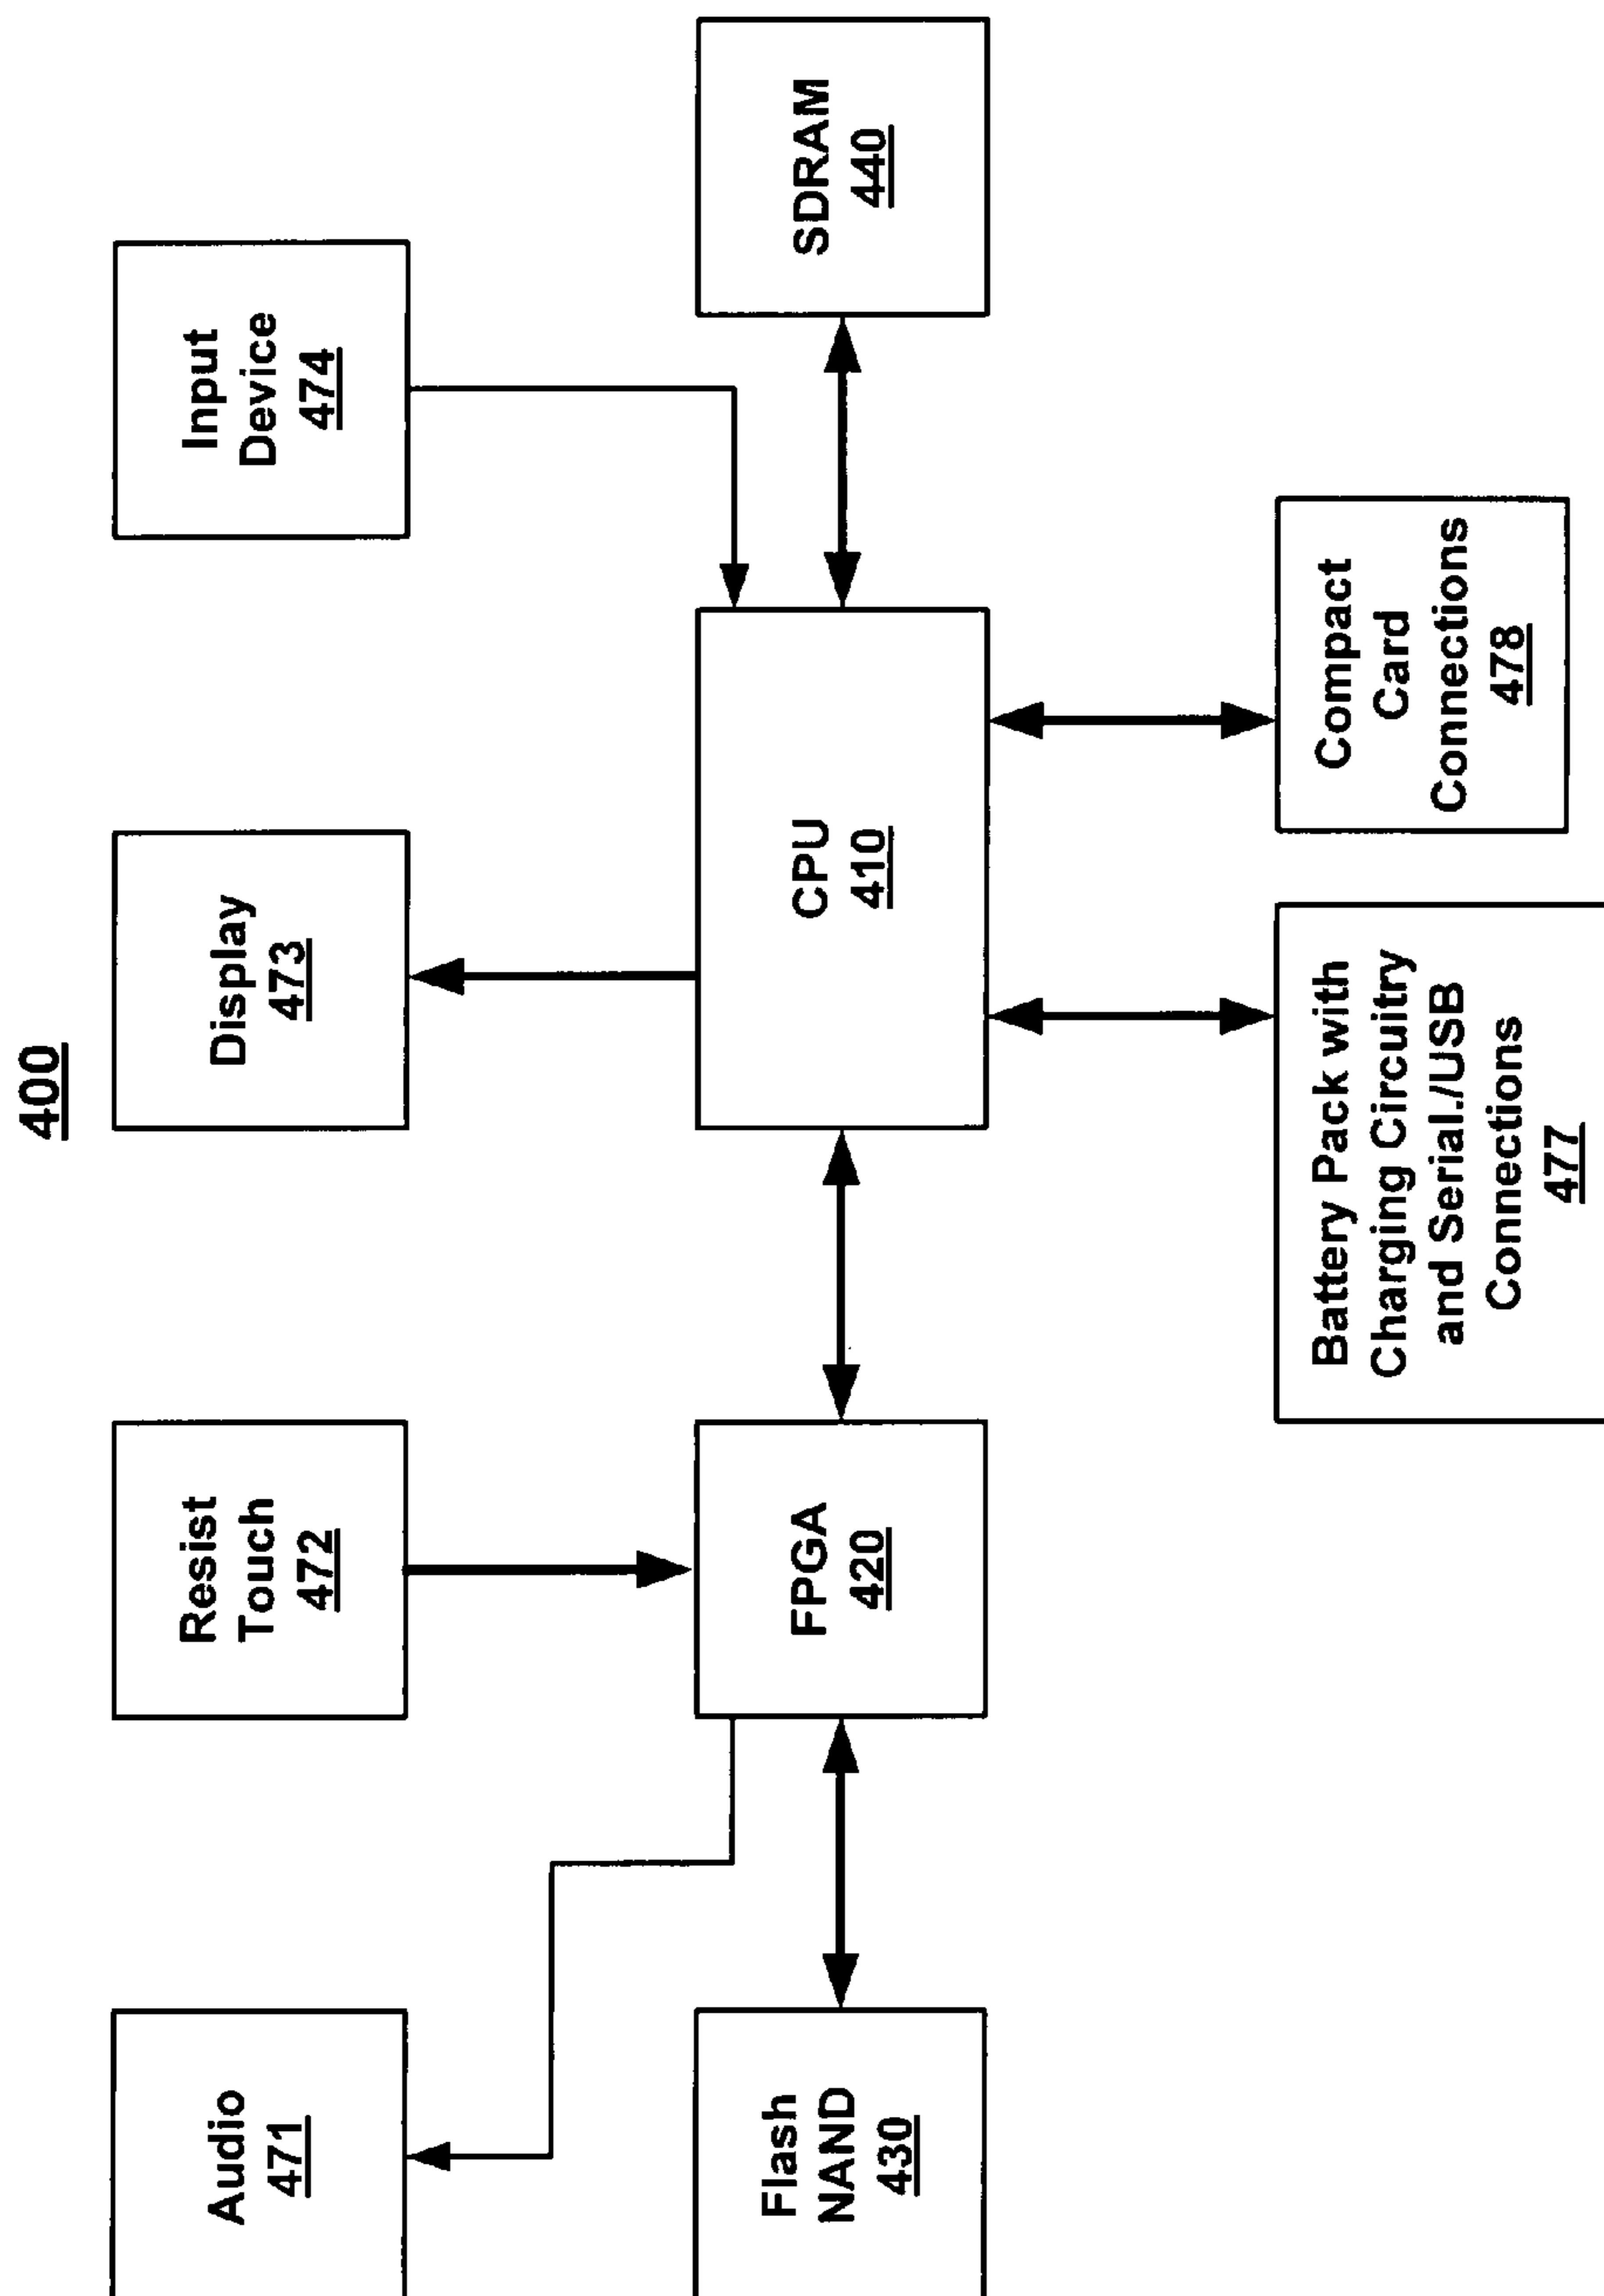 400
Audio
471
Resist
Touch
472
Display
473
Input
Device
474
Flash
NAND
430
FPGA
420
CPU
410
SDRAM
440
Battery Pack with
Charging Circuitry
and Serial./USB
Connections
477
Compact
Card
Connections
478